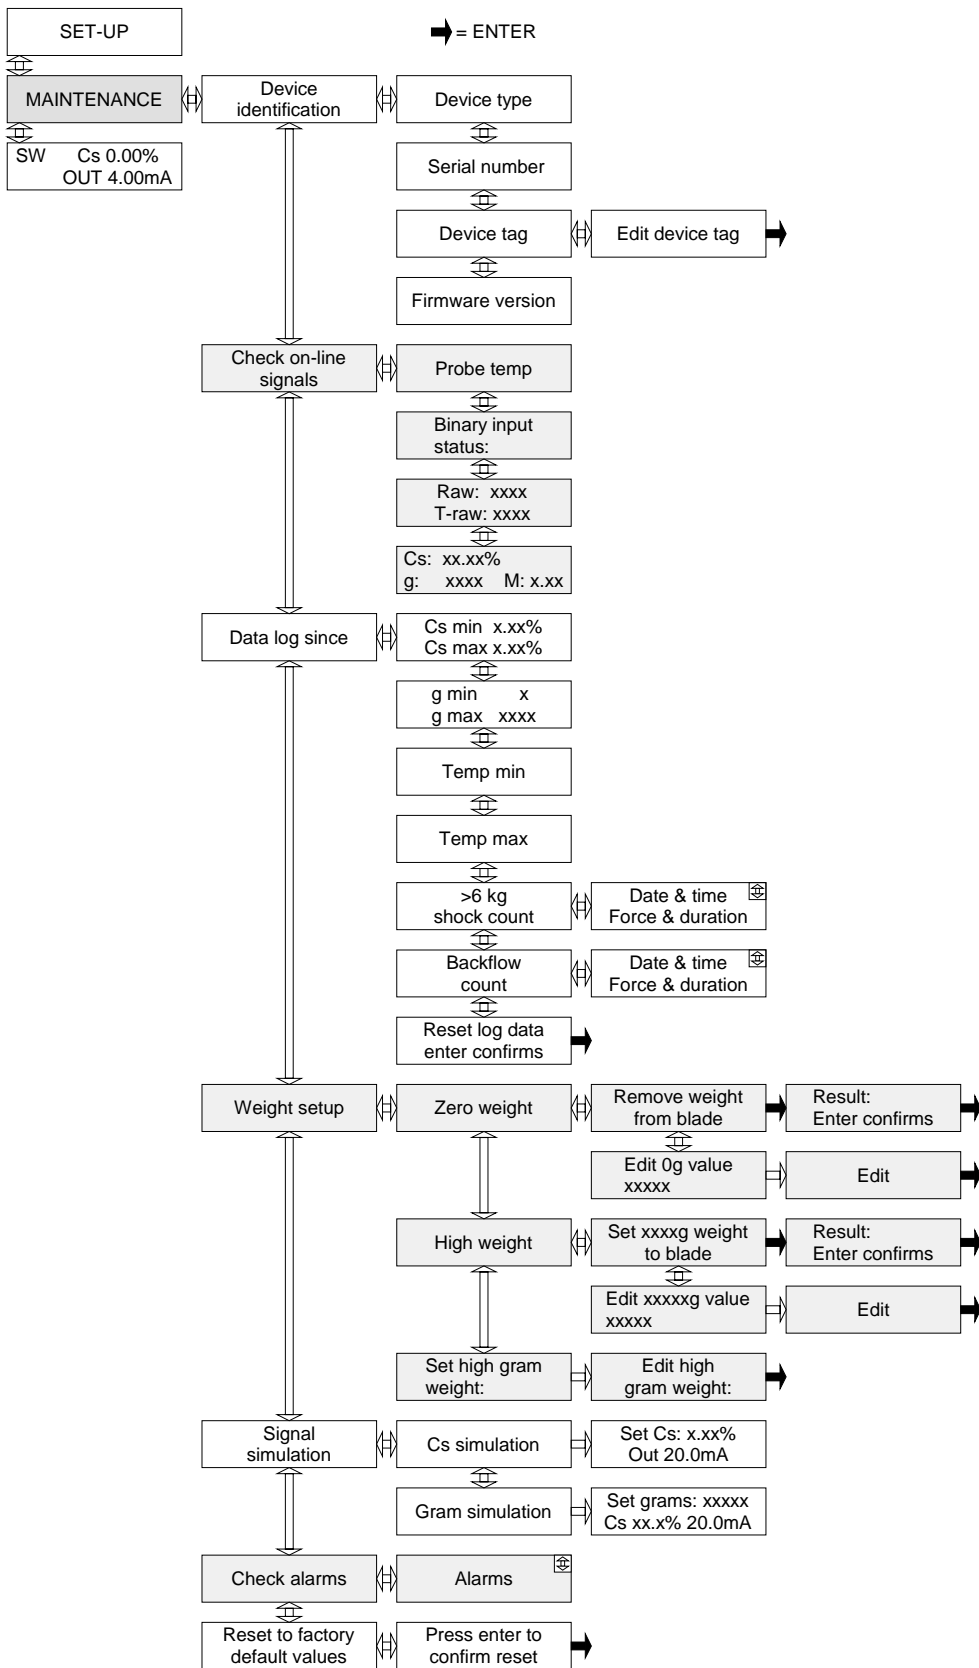 SET-UP
= ENTER
MAINTENANCE
Device
identification
Device type
SW Cs 0.00%
OUT 4.00mA
Serial number
Device tag
Edit device tag
Firmware version
Check on-line
signals
Probe temp
Binary input
status:
Raw: xxxx
T-raw: xxxx
Cs: xx.xx%
g: xxxx M: x.xx
Data log since
Cs min x.xx%
Cs max x.xx%
g min x
g max xxxx
Temp min
Temp max
>6 kg
shock count
Date & time
Force & duration
Backflow
count
Date & time
Force & duration
Reset log data
enter confirms
Weight setup
Zero weight
Remove weight
from blade
Result:
Enter confirms
Edit 0g value
xxxxx
Edit
High weight
Set xxxxg weight
to blade
Result:
Enter confirms
Edit xxxxxg value
xxxxx
Edit
Set high gram
weight:
Edit high
gram weight:
Signal
simulation
Cs simulation
Set Cs: x.xx%
Out 20.0mA
Gram simulation
Set grams: xxxxx
Cs xx.x% 20.0mA
Check alarms
Alarms
Reset to factory
default values
Press enter to
confirm reset